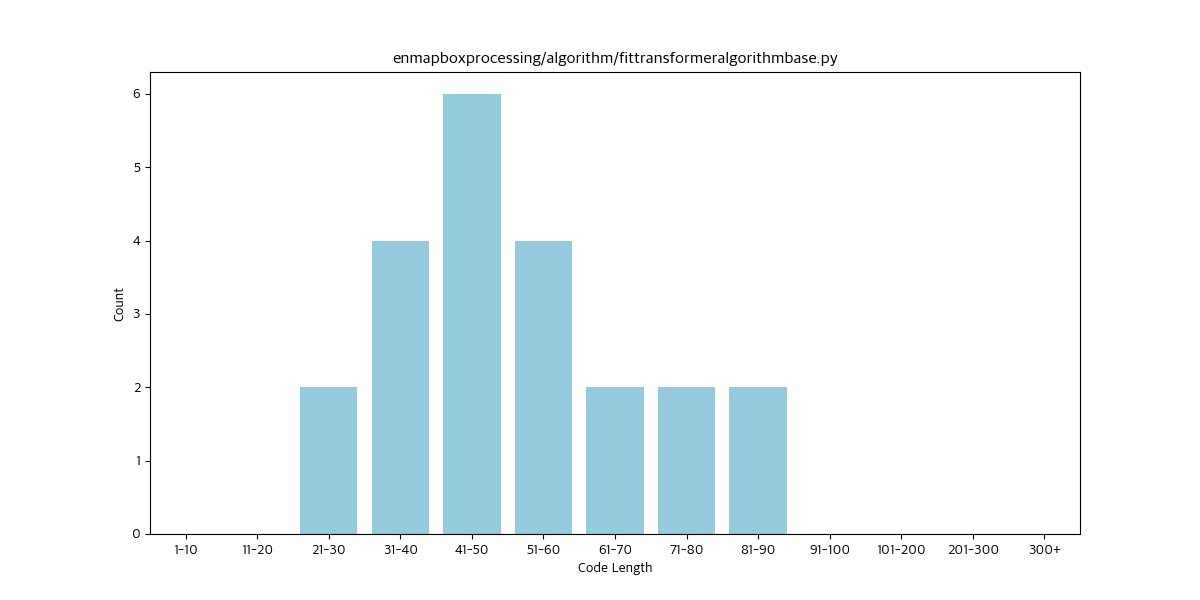 enmapboxprocessing/algorithm/fittransformeralgorithmbase.py
6
5
4
3
2
1
0
Count
1-10 11-20 21-30 31-40 41-50 51-60 61-70 71-80 81-90 91-100 101-200 201-300 300+
Code Length